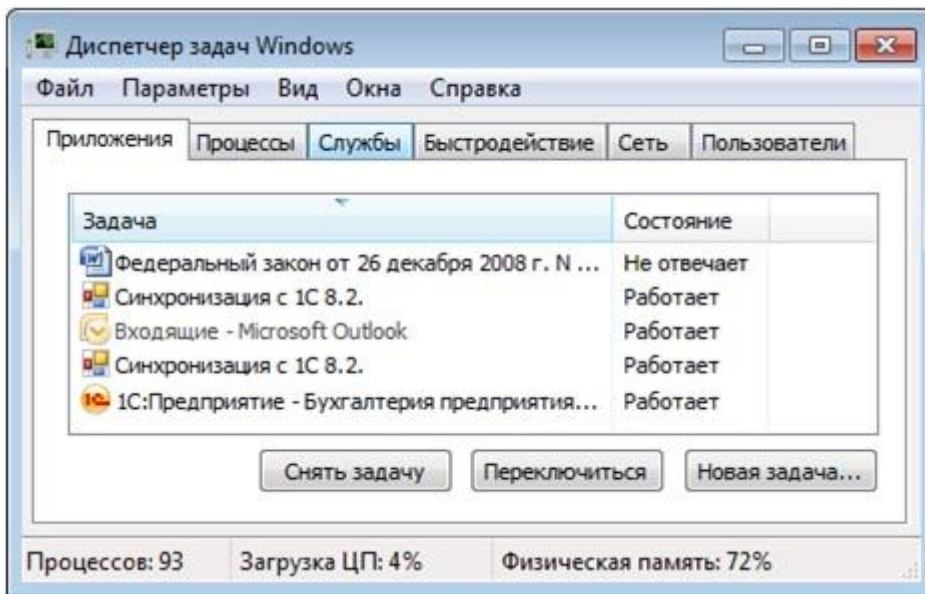 Диспетчер задач Windows
Файл Параметры Вид Окна Справка
Приложения Процессы Службы Быстродействие Сеть Пользователи
Задача Состояние
Федеральный закон от 26 декабря 2008 г. N ... Не отвечает
Синхронизация с 1С 8.2. Работает
Входящие - Microsoft Outlook Работает
Синхронизация с 1С 8.2. Работает
1С:Предприятие - Бухгалтерия предприятия... Работает
Снять задачу Переключиться Новая задача...
Процессов: 93 Загрузка ЦП: 4% Физическая память: 72%